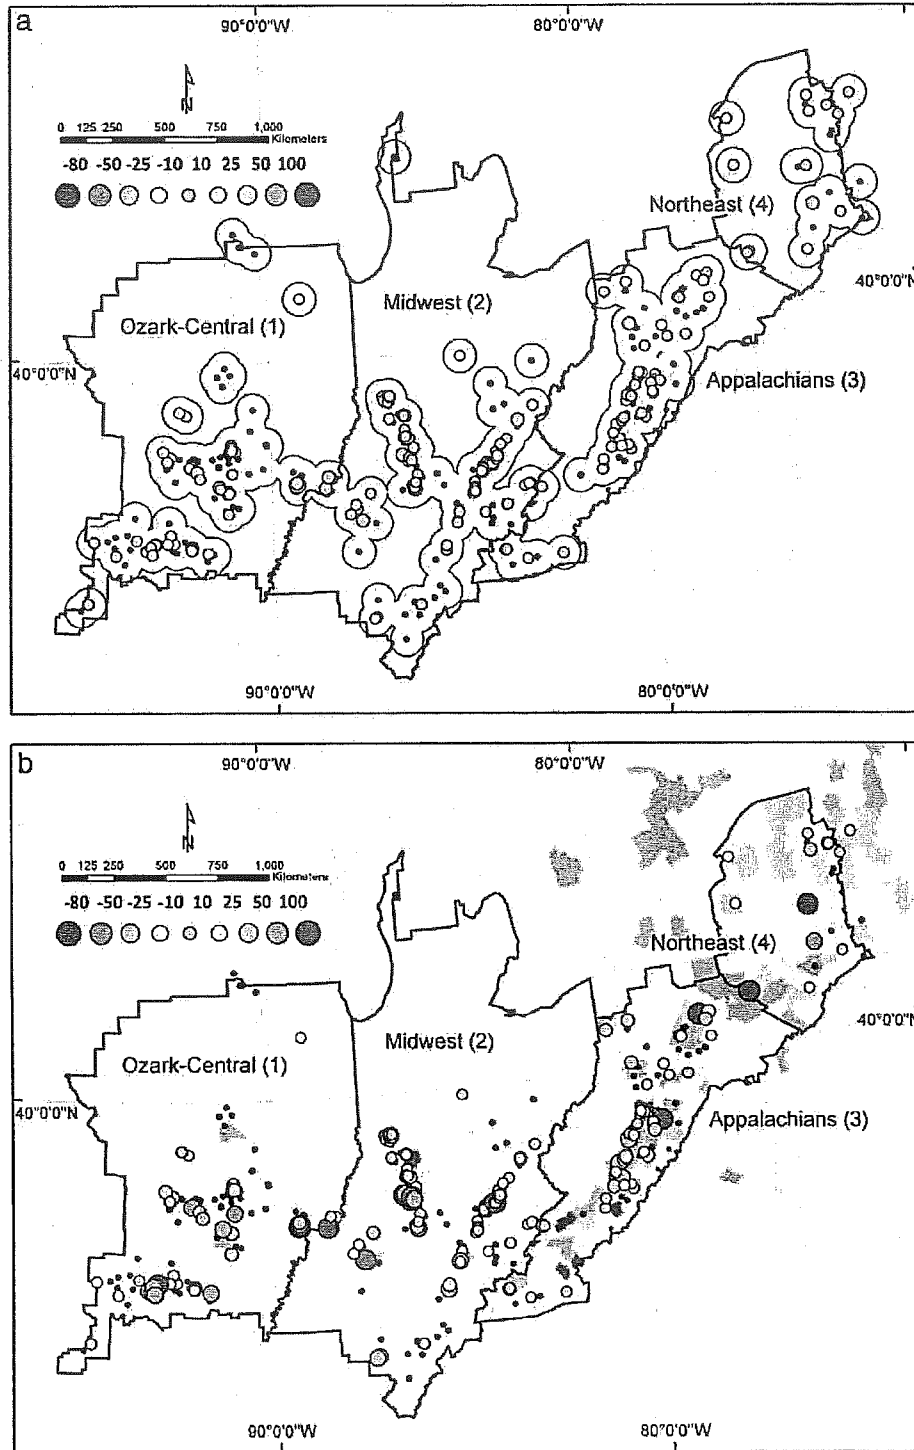 a
90°0'0"W 80°0'0"W
N
0 125 250 500 750 1,000
Kilometers
-80 -50 -25 -10 10 25 50 100
Northeast (4)
40°0'0"N
Midwest (2)
Ozark-Central (1)
40°0'0"N
Appalachians (3)
90°0'0"W 80°0'0"W
b
90°0'0"W 80°0'0"W
N
0 125 250 500 750 1,000
Kilometers
-80 -50 -25 -10 10 25 50 100
Northeast (4)
40°0'0"N
Midwest (2)
Ozark-Central (1)
40°0'0"N
Appalachians (3)
90°0'0"W 80°0'0"W